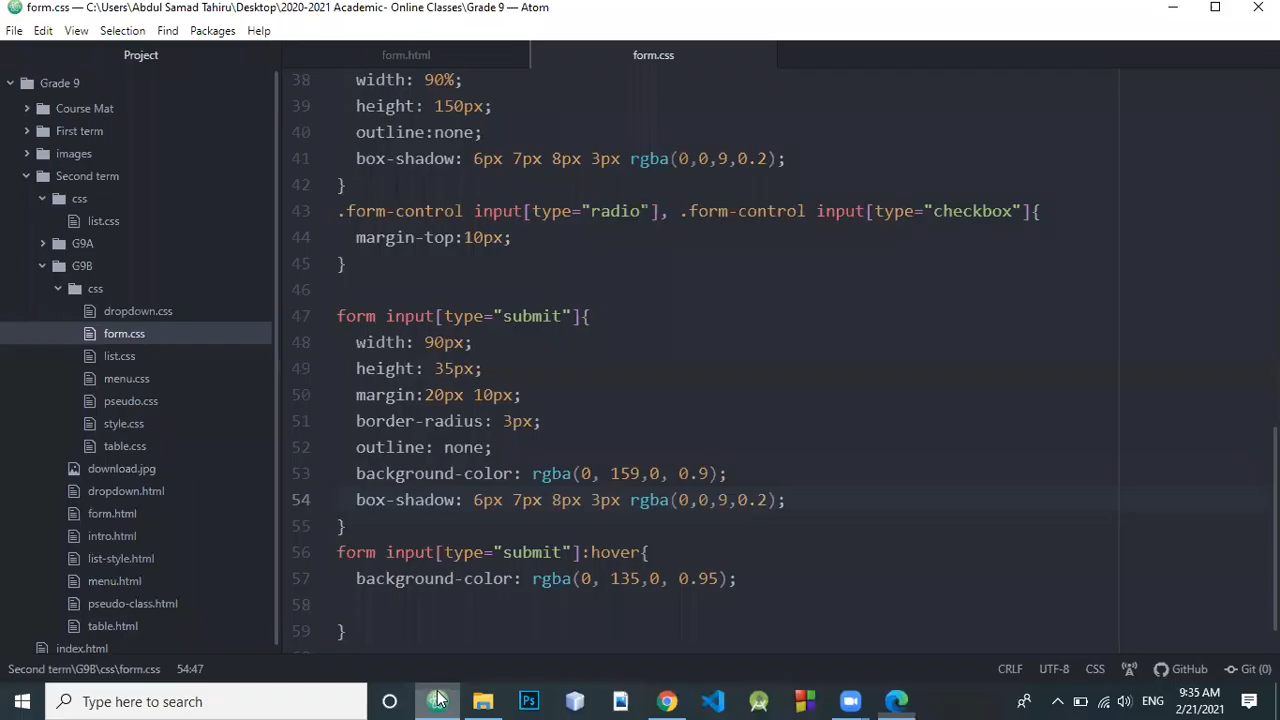 form.css — C:\Users\Abdul Samad Tahiru\Desktop\2020-2021 Academic- Online Classes\Grade 9 — Atom
File Edit View Selection Find Packages Help
Project
form.html
form.css
Grade 9
Course Mat
First term
images
Second term
css
list.css
G9A
G9B
css
dropdown.css
form.css
list.css
menu.css
pseudo.css
style.css
table.css
download.jpg
dropdown.html
form.html
intro.html
list-style.html
menu.html
pseudo-class.html
table.html
index.html
38 width: 90%;
39 height: 150px;
40 outline:none;
41 box-shadow: 6px 7px 8px 3px rgba(0,0,9,0.2);
42 }
43 .form-control input[type="radio"], .form-control input[type="checkbox"]{
44 margin-top:10px;
45 }
46
47 form input[type="submit"]{
48 width: 90px;
49 height: 35px;
50 margin:20px 10px;
51 border-radius: 3px;
52 outline: none;
53 background-color: rgba(0, 159,0, 0.9);
54 box-shadow: 6px 7px 8px 3px rgba(0,0,9,0.2);
55 }
56 form input[type="submit"]:hover{
57 background-color: rgba(0, 135,0, 0.95);
58
59 }
Second term\G9B\css\form.css 54:47
CRLF UTF-8 CSS GitHub Git (0)
Type here to search
Ps
ENG
9:35 AM
2/21/2021